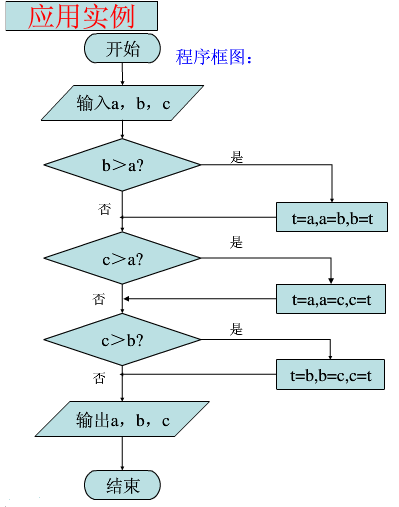 应用实例
开始
程序框图：
输入a，b，c
b＞a?
是
否
t=a,a=b,b=t
c＞a?
是
否
t=a,a=c,c=t
c＞b?
是
否
t=b,b=c,c=t
输出a，b，c
结束